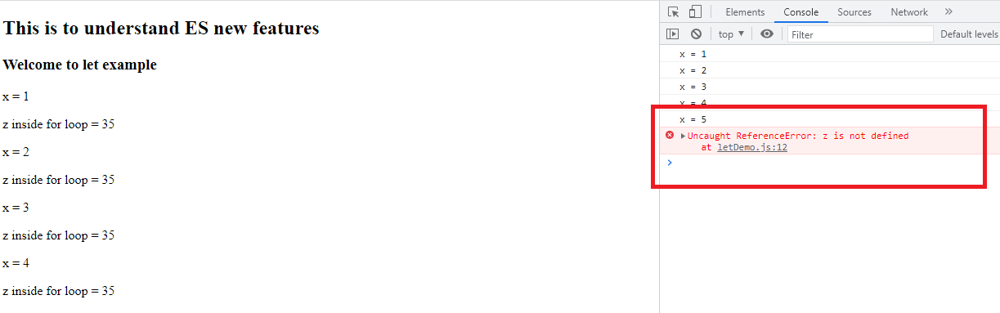 This is to understand ES new features
Welcome to let example
x = 1
z inside for loop = 35
x = 2
z inside for loop = 35
x = 3
z inside for loop = 35
x = 4
z inside for loop = 35
Elements Console Sources Network »
top ▼ Filter Default levels
x = 1
x = 2
x = 3
x = 4
x = 5
Uncaught ReferenceError: z is not defined
at letDemo.js:12
>